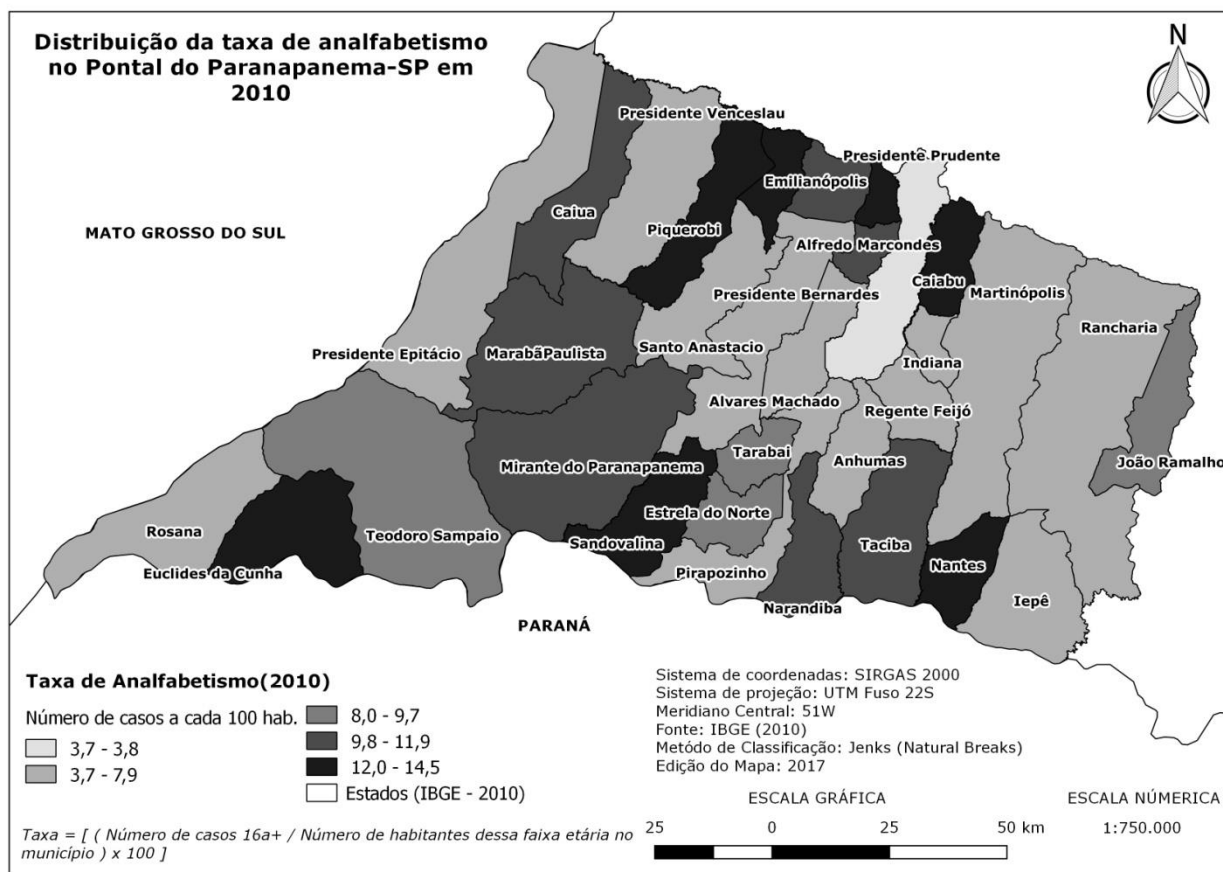 Distribuição da taxa de analfabetismo
no Pontal do Paranapanema-SP em
2010
N
Presidente Venceslau
Presidente Prudente
Emilianópolis
Caiua
MATO GROSSO DO SUL
Piquerobi
Alfredo Marcondes
Caiabu
Presidente Bernardes
Martinópolis
Rancharia
Santo Anastacio
Presidente Epitácio
MarabãPaulista
Indiana
Alvares Machado
Regente Feijó
Tarabai
Anhumas
João Ramalho
Mirante do Paranapanema
Estrela do Norte
Rosana
Teodoro Sampaio
Sandovalina
Taciba
Nantes
Euclides da Cunha
Pirapozinho
Iepê
Narandiba
PARANÁ
Taxa de Analfabetismo(2010)
Número de casos a cada 100 hab.
3,7 - 3,8
3,7 - 7,9
8,0 - 9,7
9,8 - 11,9
12,0 - 14,5
Estados (IBGE - 2010)
Taxa = [ ( Número de casos 16a+ / Número de habitantes dessa faixa etária no
município ) x 100 ]
Sistema de coordenadas: SIRGAS 2000
Sistema de projeção: UTM Fuso 22S
Meridiano Central: 51W
Fonte: IBGE (2010)
Metódo de Classificação: Jenks (Natural Breaks)
Edição do Mapa: 2017
ESCALA GRÁFICA
25 0 25 50 km
ESCALA NÚMERICA
1:750.000